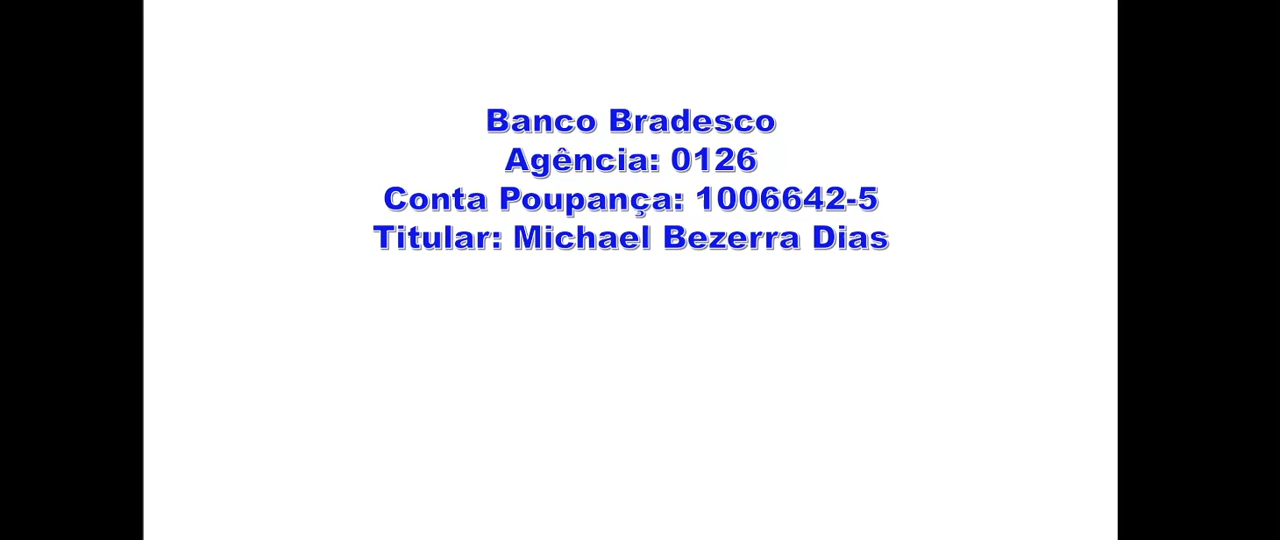 Banco Bradesco
Agência: 0126
Conta Poupança: 1006642-5
Titular: Michael Bezerra Dias